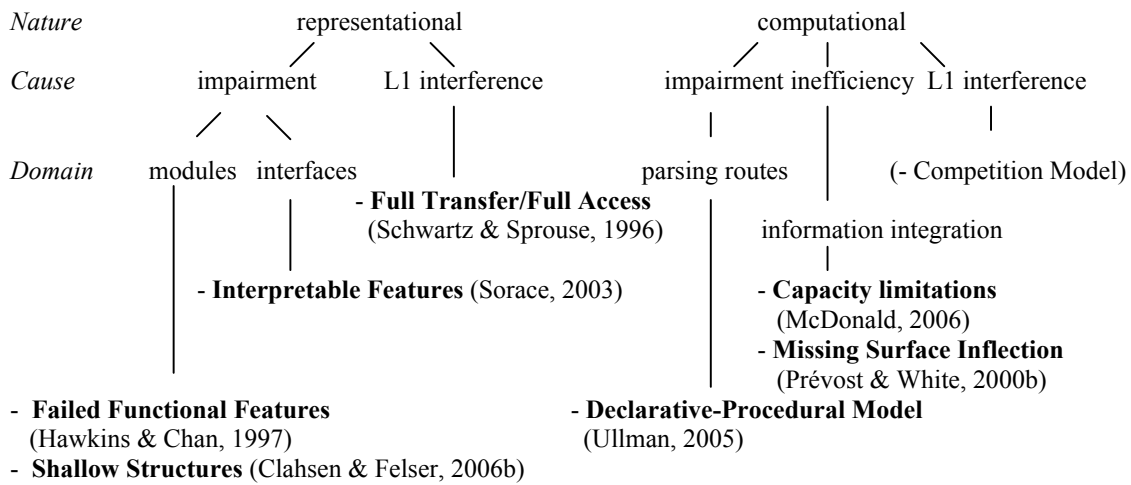 Nature representational computational
Cause impairment L1 interference impairment inefficiency L1 interference
Domain modules interfaces parsing routes (- Competition Model)
- Full Transfer/Full Access
(Schwartz & Sprouse, 1996)
information integration
- Interpretable Features (Sorace, 2003)
- Capacity limitations
(McDonald, 2006)
- Missing Surface Inflection
(Prévost & White, 2000b)
- Failed Functional Features
(Hawkins & Chan, 1997)
- Shallow Structures (Clahsen & Felser, 2006b)
- Declarative-Procedural Model
(Ullman, 2005)